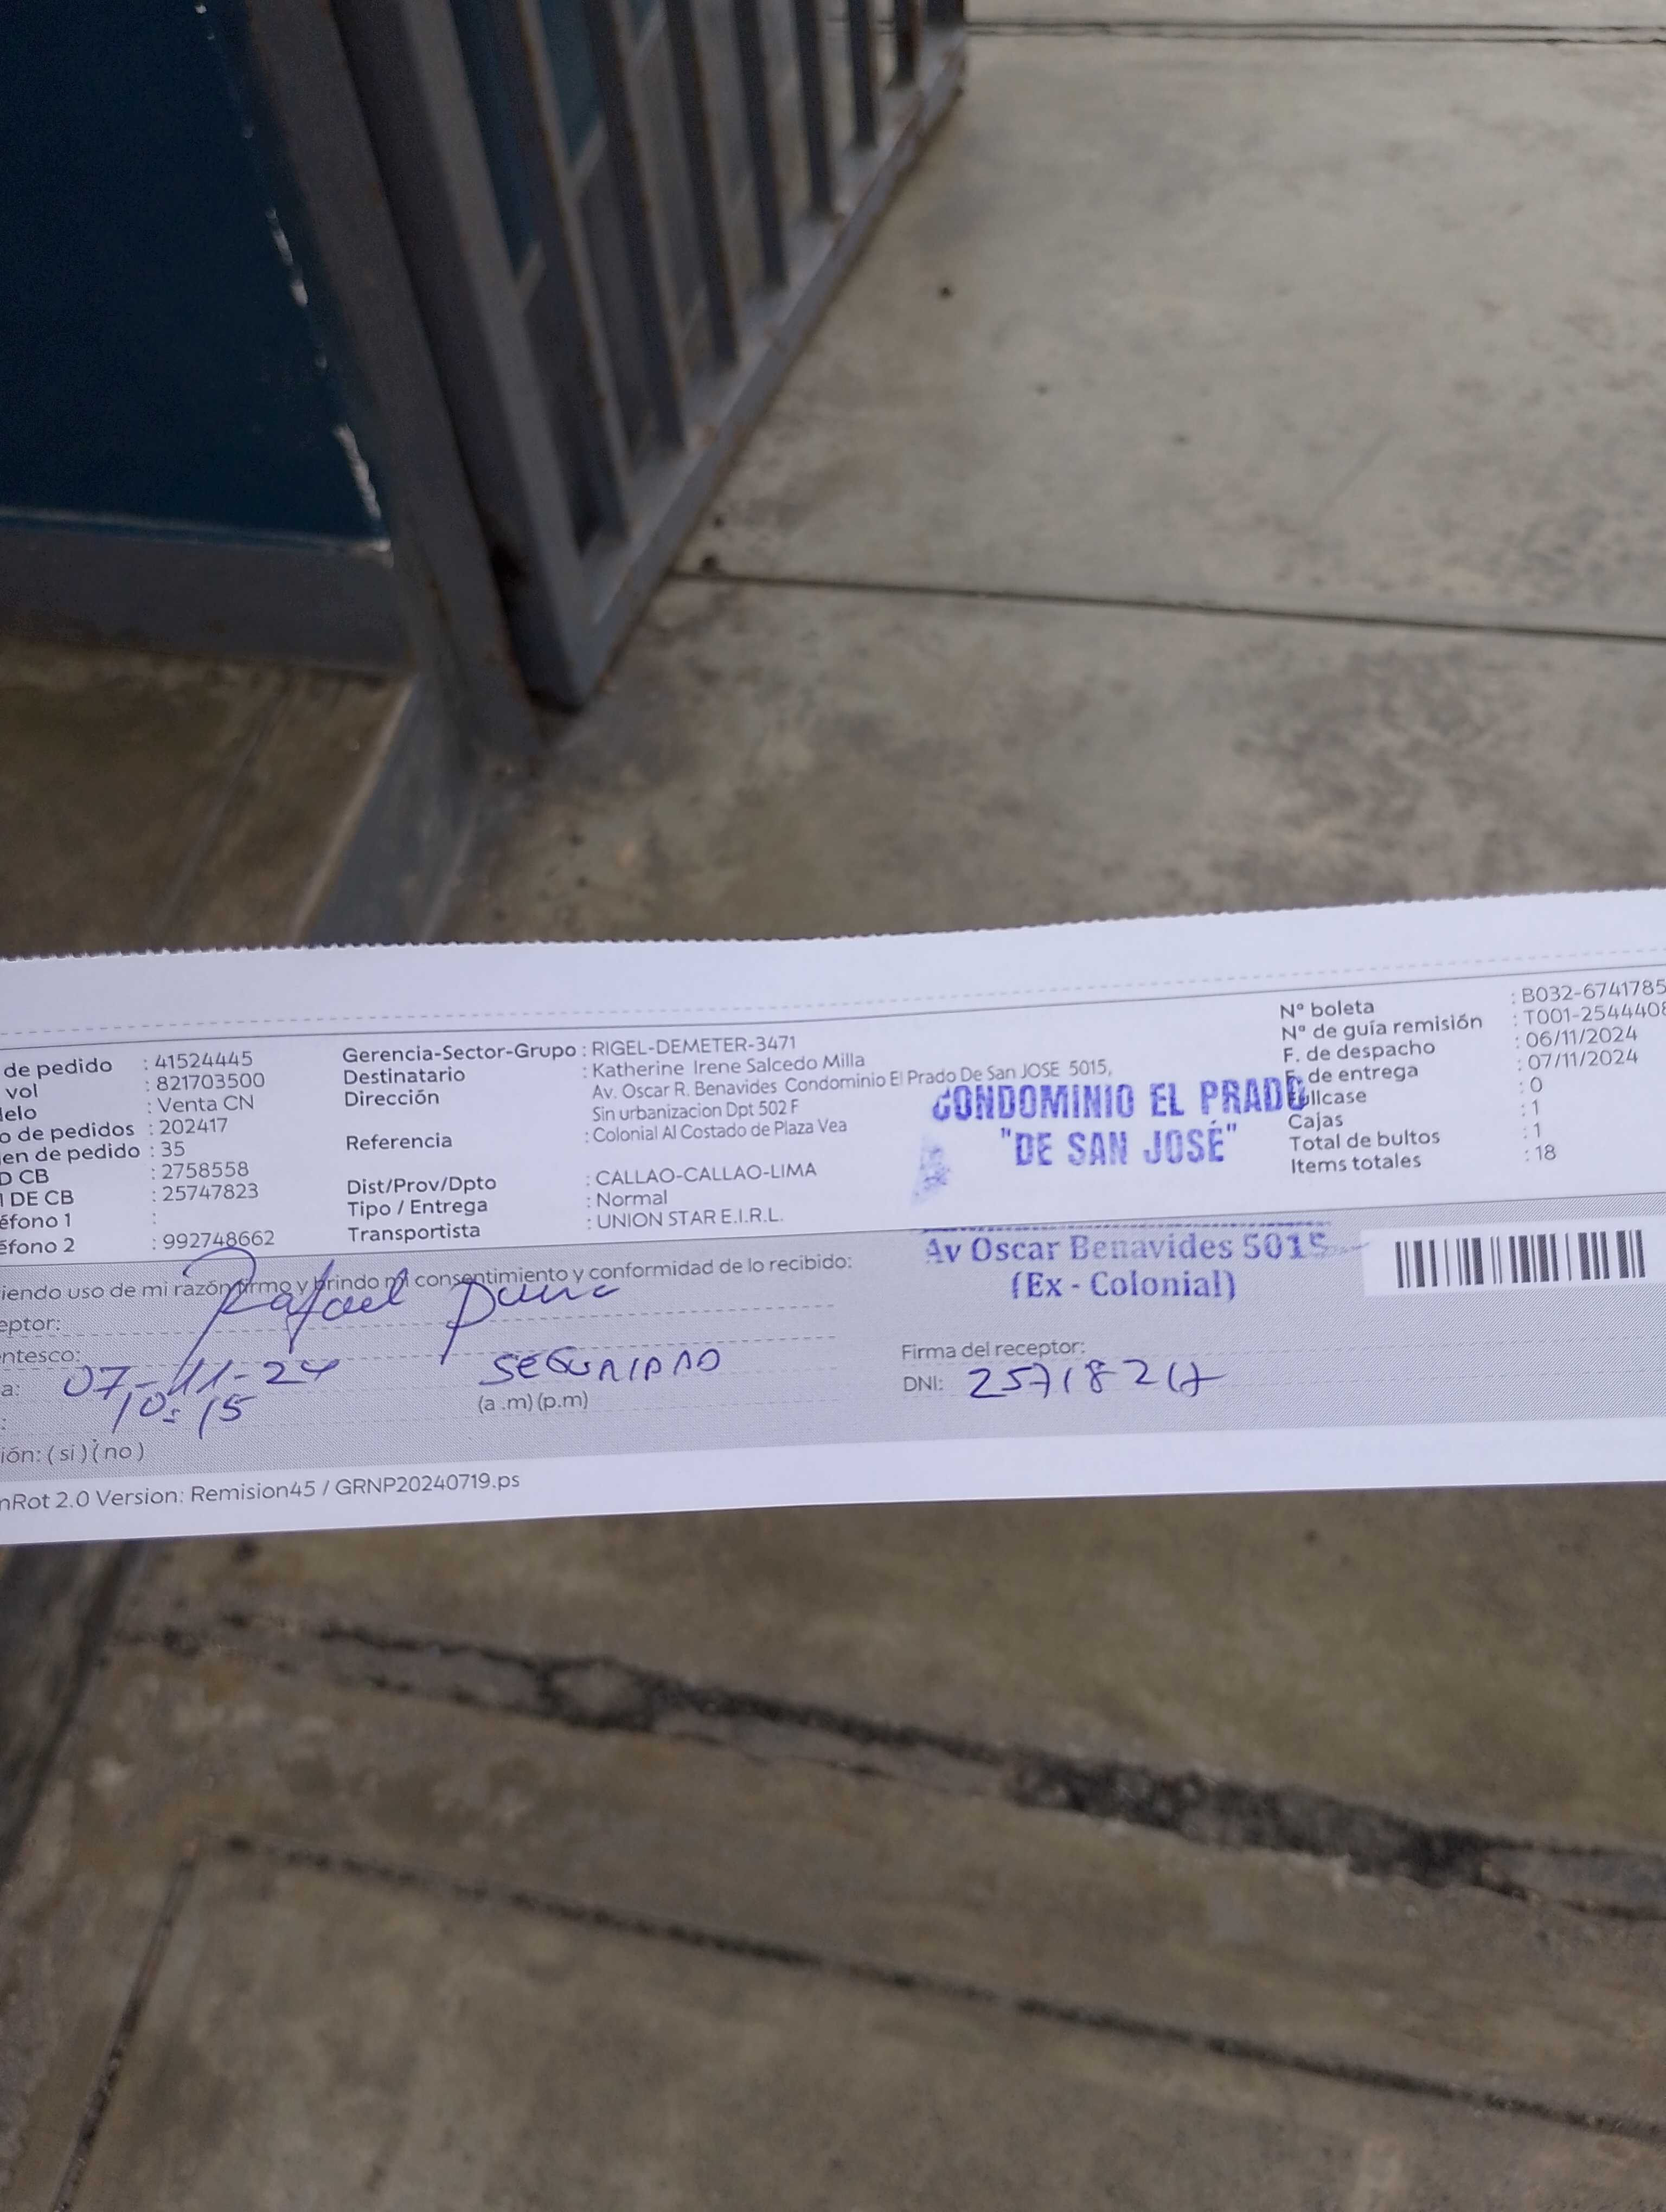 de pedido : 41524445
vol : 821703500
elo : Venta CN
o de pedidos : 202417
en de pedido : 35
D CB : 2758558
I DE CB : 25747823
éfono 1 :
éfono 2 : 992748662
Gerencia-Sector-Grupo : RIGEL-DEMETER-3471
Destinatario : Katherine Irene Salcedo Milla
Dirección Av. Oscar R. Benavides Condominio El Prado De San JOSE 5015,
Sin urbanizacion Dpt 502 F
Referencia : Colonial Al Costado de Plaza Vea
Dist/Prov/Dpto : CALLAO-CALLAO-LIMA
Tipo / Entrega : Normal
Transportista : UNION STAR E.I.R.L.
CONDOMINIO EL PRADO
"DE SAN JOSÉ"
Av Oscar Benavides 5015
(Ex - Colonial)
N° boleta : B032-6741785
N° de guía remisión : T001-2544408
F. de despacho : 06/11/2024
F. de entrega : 07/11/2024
Fullcase : 0
Cajas : 1
Total de bultos : 1
Items totales : 18
iendo uso de mi razón firmo y brindo mi consentimiento y conformidad de lo recibido:
eptor: Rafael
entesco: SEGURIDAD
a: 07-11-24
: 10:15 (a .m) (p.m)
ión: ( si ) ( no )
Firma del receptor:
DNI:
nRot 2.0 Version: Remision45 / GRNP20240719.ps